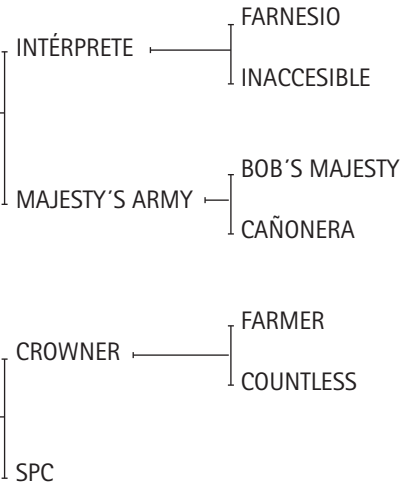 FARNESIO
INTÉRPRETE
INACCESIBLE
BOB´S MAJESTY
MAJESTY´S ARMY
CAÑONERA
FARMER
CROWNER
COUNTLESS
SPC